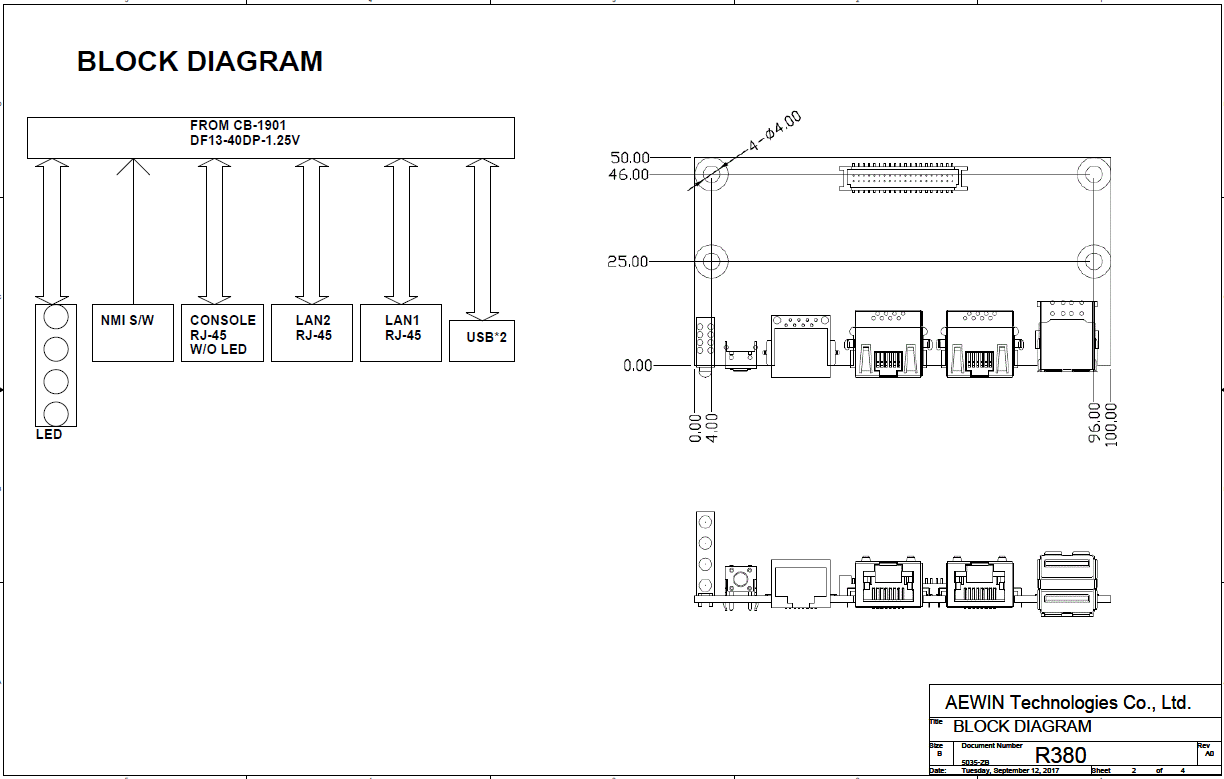 BLOCK DIAGRAM
FROM CB-1901
DF13-40DP-1.25V
NMI S/W
CONSOLE
RJ-45
W/O LED
LAN2
RJ-45
LAN1
RJ-45
USB*2
LED
4-ø4.00
50.00
46.00
25.00
0.00
0.00
4.00
96.00
100.00
AEWIN Technologies Co., Ltd.
Title
BLOCK DIAGRAM
Size
B
Document Number
5035-ZB
R380
Rev
A0
Date: Tuesday, September 12, 2017 Sheet 2 of 4